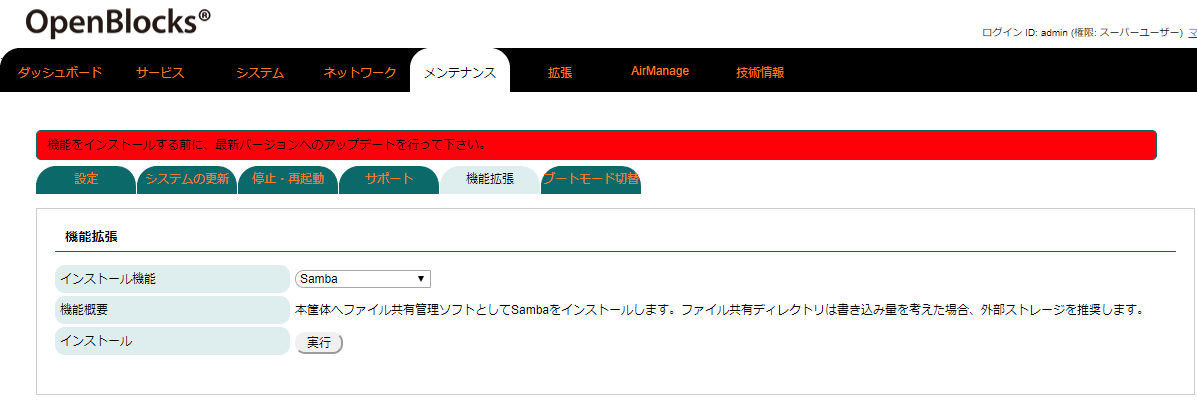 OpenBlocks®
ログイン ID: admin (権限: スーパーユーザー)
ダッシュボード サービス システム ネットワーク メンテナンス 拡張 AirManage 技術情報
機能をインストールする前に、最新バージョンへのアップデートを行って下さい。
設定 システムの更新 停止・再起動 サポート 機能拡張 ブートモード切替
機能拡張
インストール機能 Samba
機能概要 本筐体へファイル共有管理ソフトとしてSambaをインストールします。ファイル共有ディレクトリは書き込み量を考えた場合、外部ストレージを推奨します。
インストール 実行